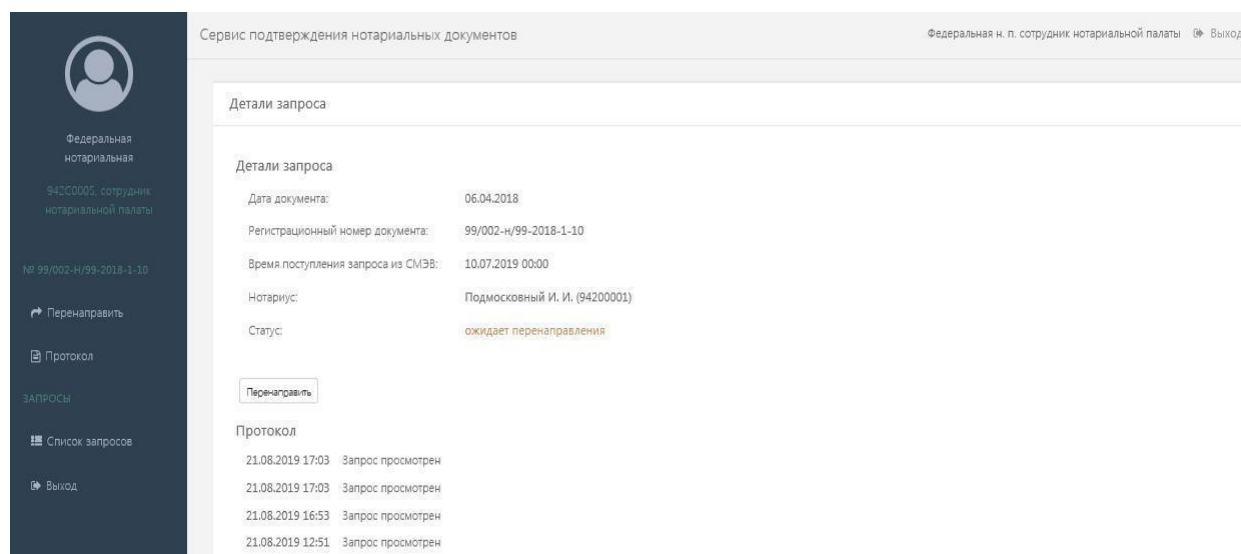 Сервис подтверждения нотариальных документов
Федеральная н. п. сотрудник нотариальной палаты Выход
Федеральная
нотариальная
942C0005, сотрудник
нотариальной палаты
№ 99/002-Н/99-2018-1-10
Перенаправить
Протокол
ЗАПРОСЫ
Список запросов
Выход
Детали запроса
Детали запроса
Дата документа: 06.04.2018
Регистрационный номер документа: 99/002-н/99-2018-1-10
Время поступления запроса из СМЭВ: 10.07.2019 00:00
Нотариус: Подмосковный И. И. (94200001)
Статус: ожидает перенаправления
Перенаправить
Протокол
21.08.2019 17:03 Запрос просмотрен
21.08.2019 17:03 Запрос просмотрен
21.08.2019 16:53 Запрос просмотрен
21.08.2019 12:51 Запрос просмотрен